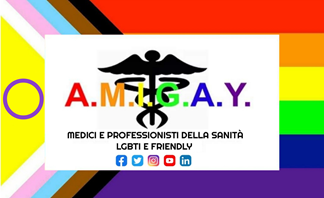 A.M.I.G.A.Y.
MEDICI E PROFESSIONISTI DELLA SANITÀ
LGBTI E FRIENDLY